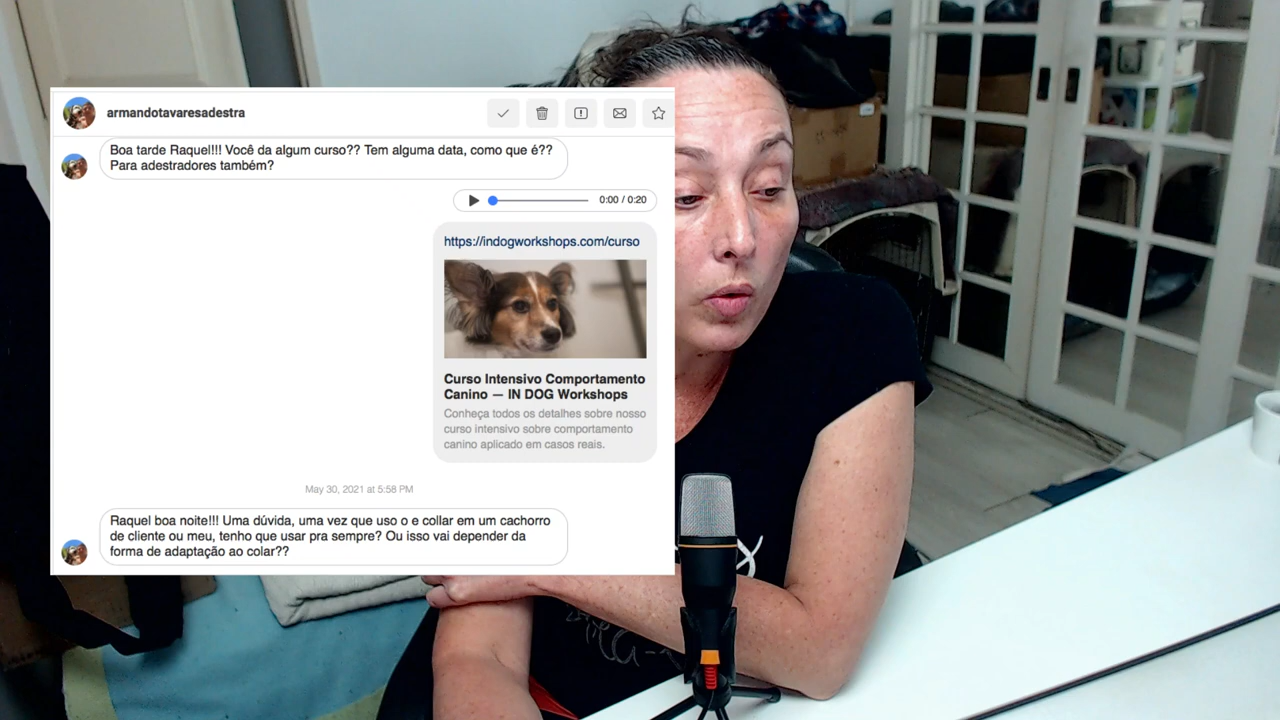 armandotavaresadestra
Boa tarde Raquel!!! Você da algum curso?? Tem alguma data, como que é??
Para adestradores também?
0:00 / 0:20
https://indogworkshops.com/curso
Curso Intensivo Comportamento
Canino — IN DOG Workshops
Conheça todos os detalhes sobre nosso
curso intensivo sobre comportamento
canino aplicado em casos reais.
May 30, 2021 at 5:58 PM
Raquel boa noite!!! Uma dúvida, uma vez que uso o e collar em um cachorro
de cliente ou meu, tenho que usar pra sempre? Ou isso vai depender da
forma de adaptação ao colar??